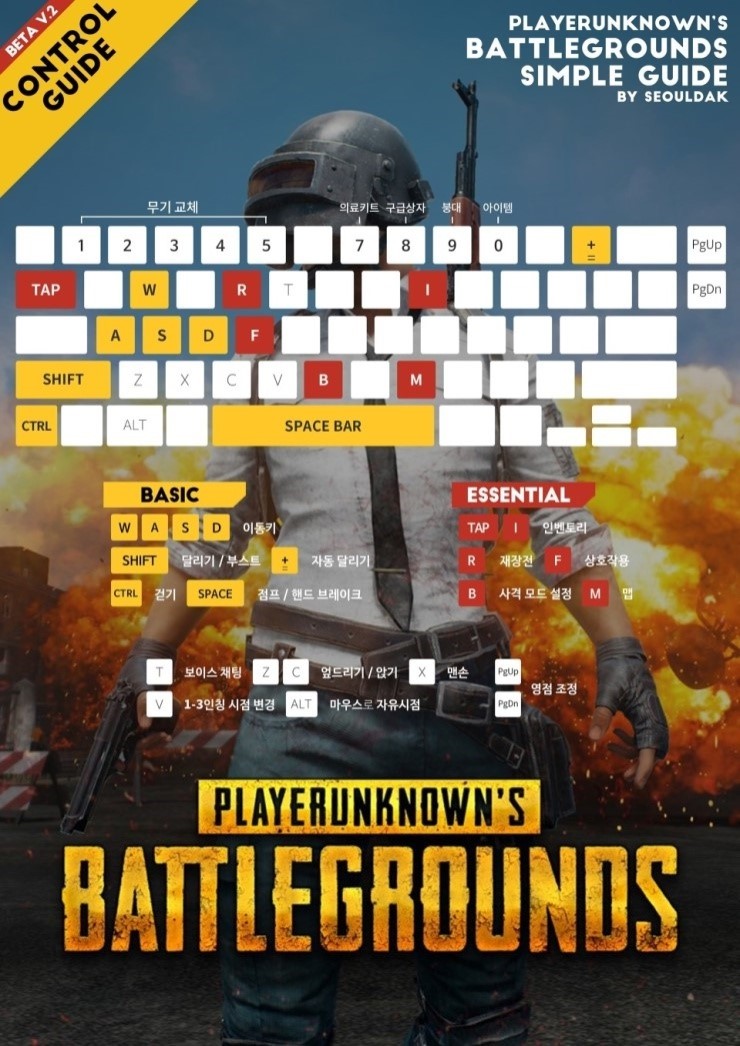 BETA V.2
CONTROL
GUIDE
PLAYERUNKNOWN'S
BATTLEGROUNDS
SIMPLE GUIDE
BY SEOULDAK
무기 교체 의료키트 구급상자 붕대 아이템
1 2 3 4 5 7 8 9 0 + = PgUp
TAP W R T I PgDn
A S D F
SHIFT Z X C V B M
CTRL ALT SPACE BAR
BASIC
W A S D 이동키
SHIFT 달리기 / 부스트 + = 자동 달리기
CTRL 걷기 SPACE 점프 / 핸드 브레이크
ESSENTIAL
TAP I 인벤토리
R 재장전 F 상호작용
B 사격 모드 설정 M 맵
T 보이스 채팅 Z C 엎드리기 / 앉기 X 맨손 PgUp
V 1-3인칭 시점 변경 ALT 마우스로 자유시점 PgDn 영점 조정
PLAYERUNKNOWN'S
BATTLEGROUNDS